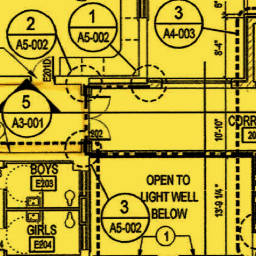 2
A5-002
1
A5-002
3
A4-003
8'-4"
E201D
5
A3-001
10'-10"
CORR
BOYS
E203
OPEN TO
LIGHT WELL
BELOW
13'-9 1/4"
3
A5-002
GIRLS
E204
1